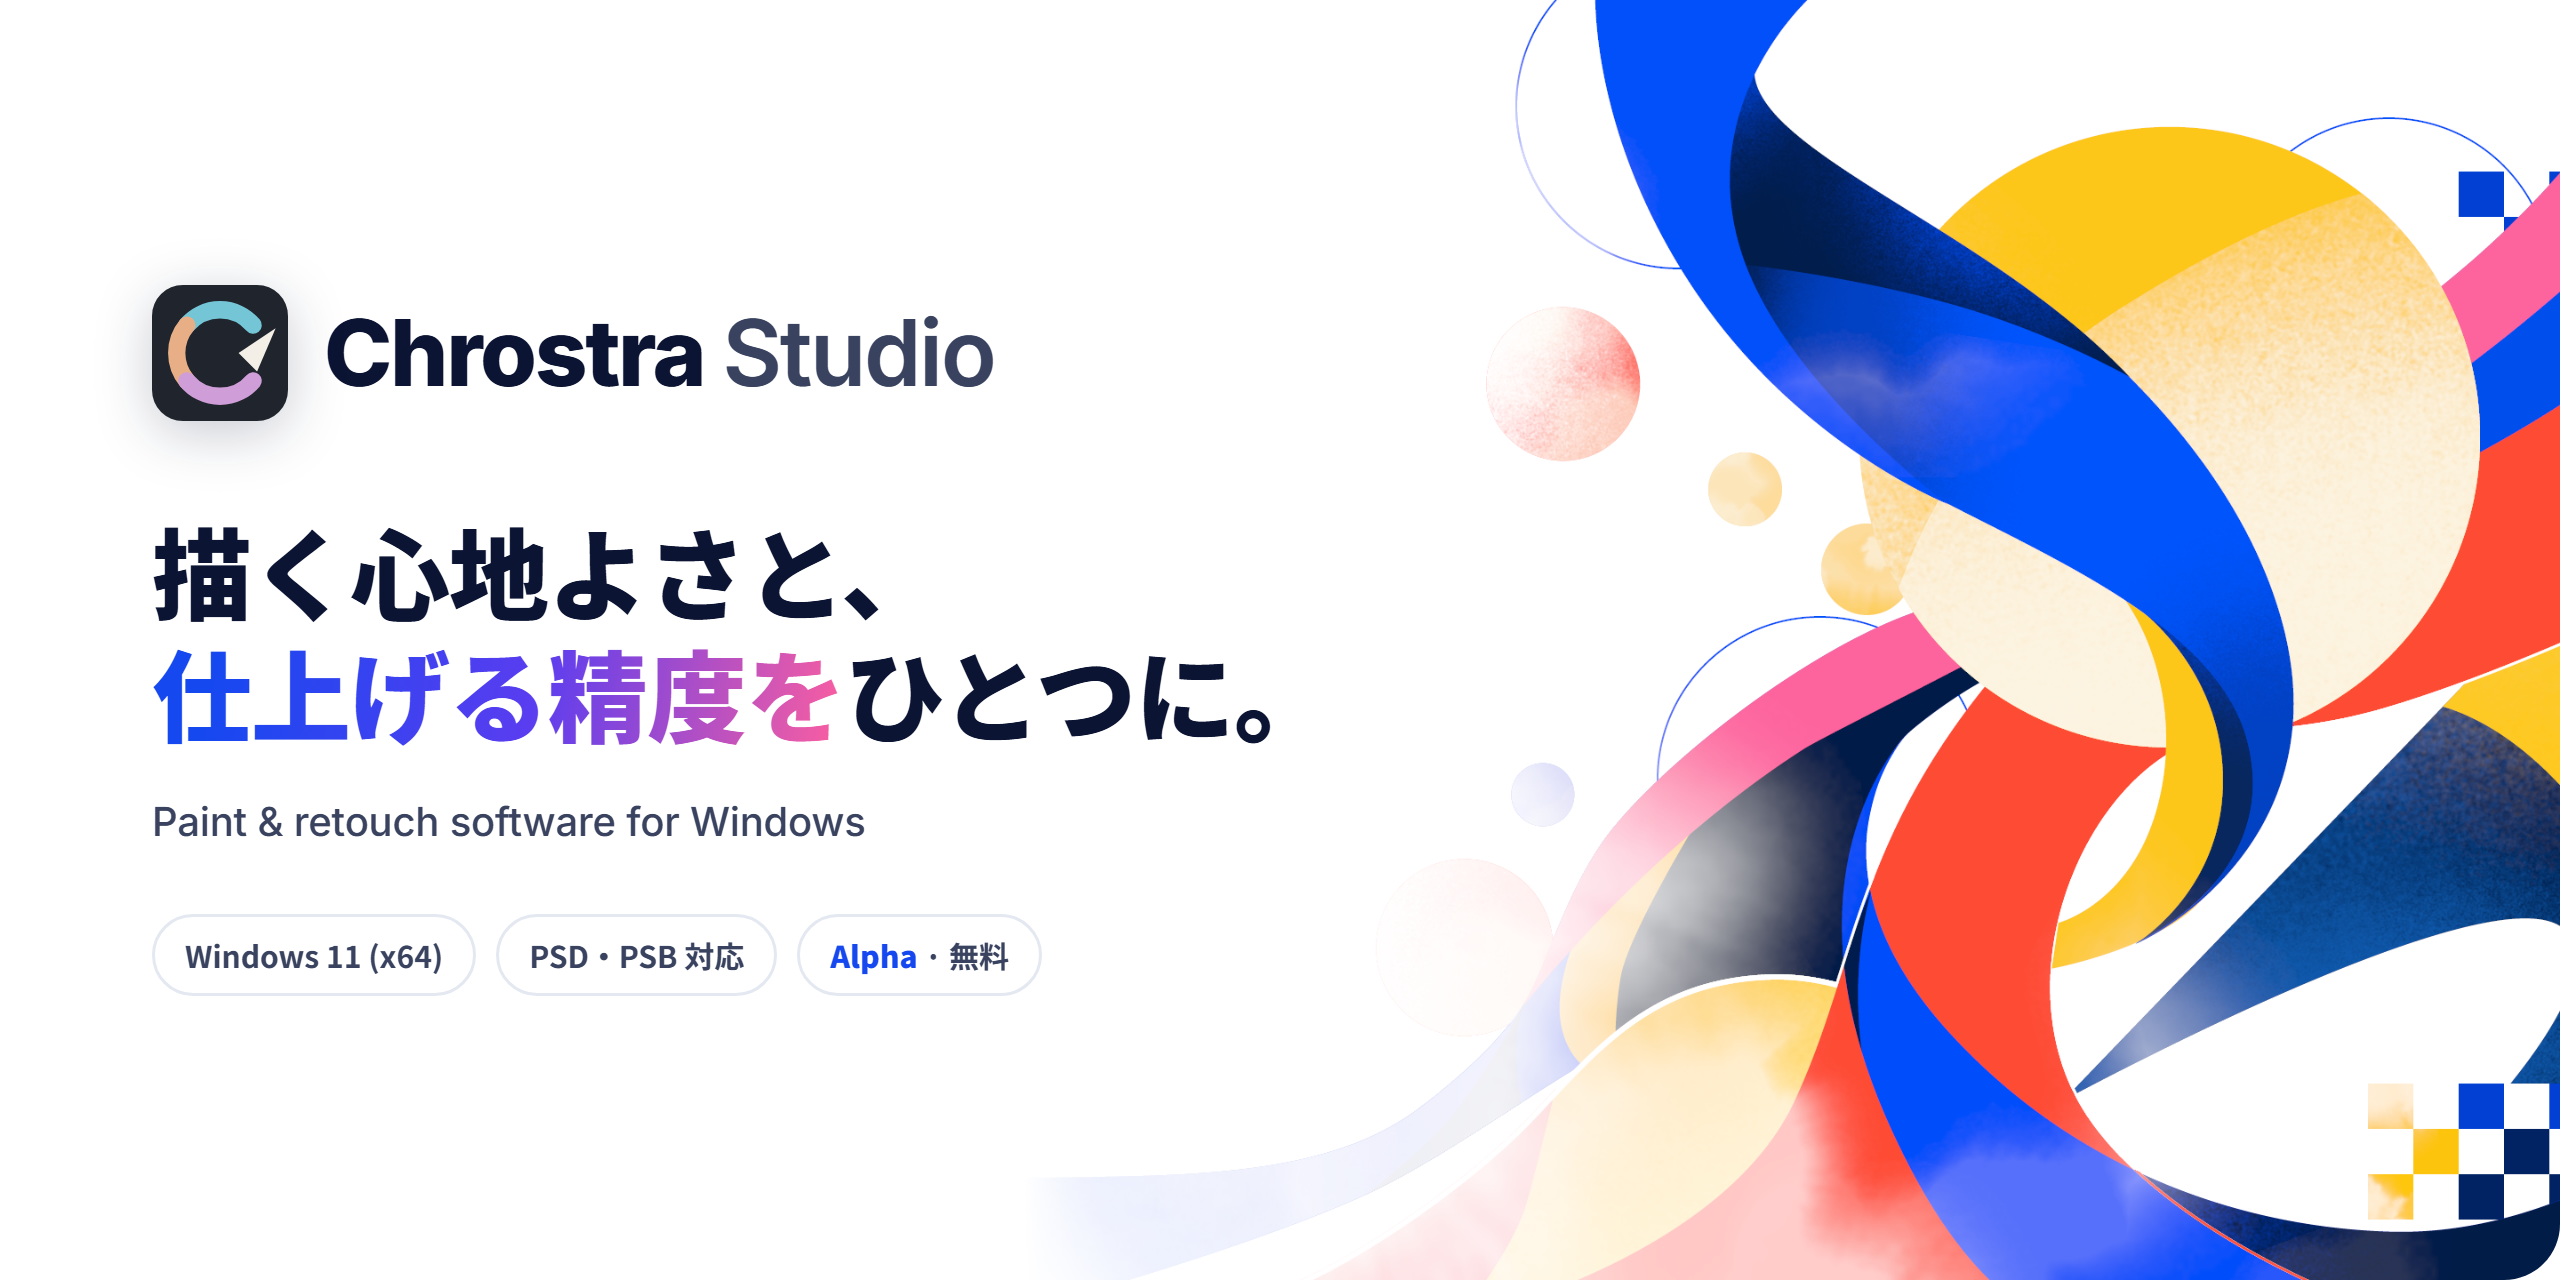 Chrostra Studio
描く心地よさと、
仕上げる精度をひとつに。
Paint & retouch software for Windows
Windows 11 (x64)
PSD・PSB 対応
Alpha · 無料